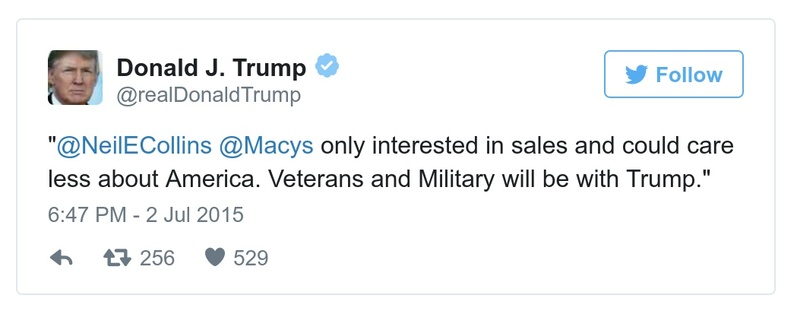 Donald J. Trump
@realDonaldTrump
Follow
"@NeilECollins @Macys only interested in sales and could care
less about America. Veterans and Military will be with Trump."
6:47 PM - 2 Jul 2015
256 529